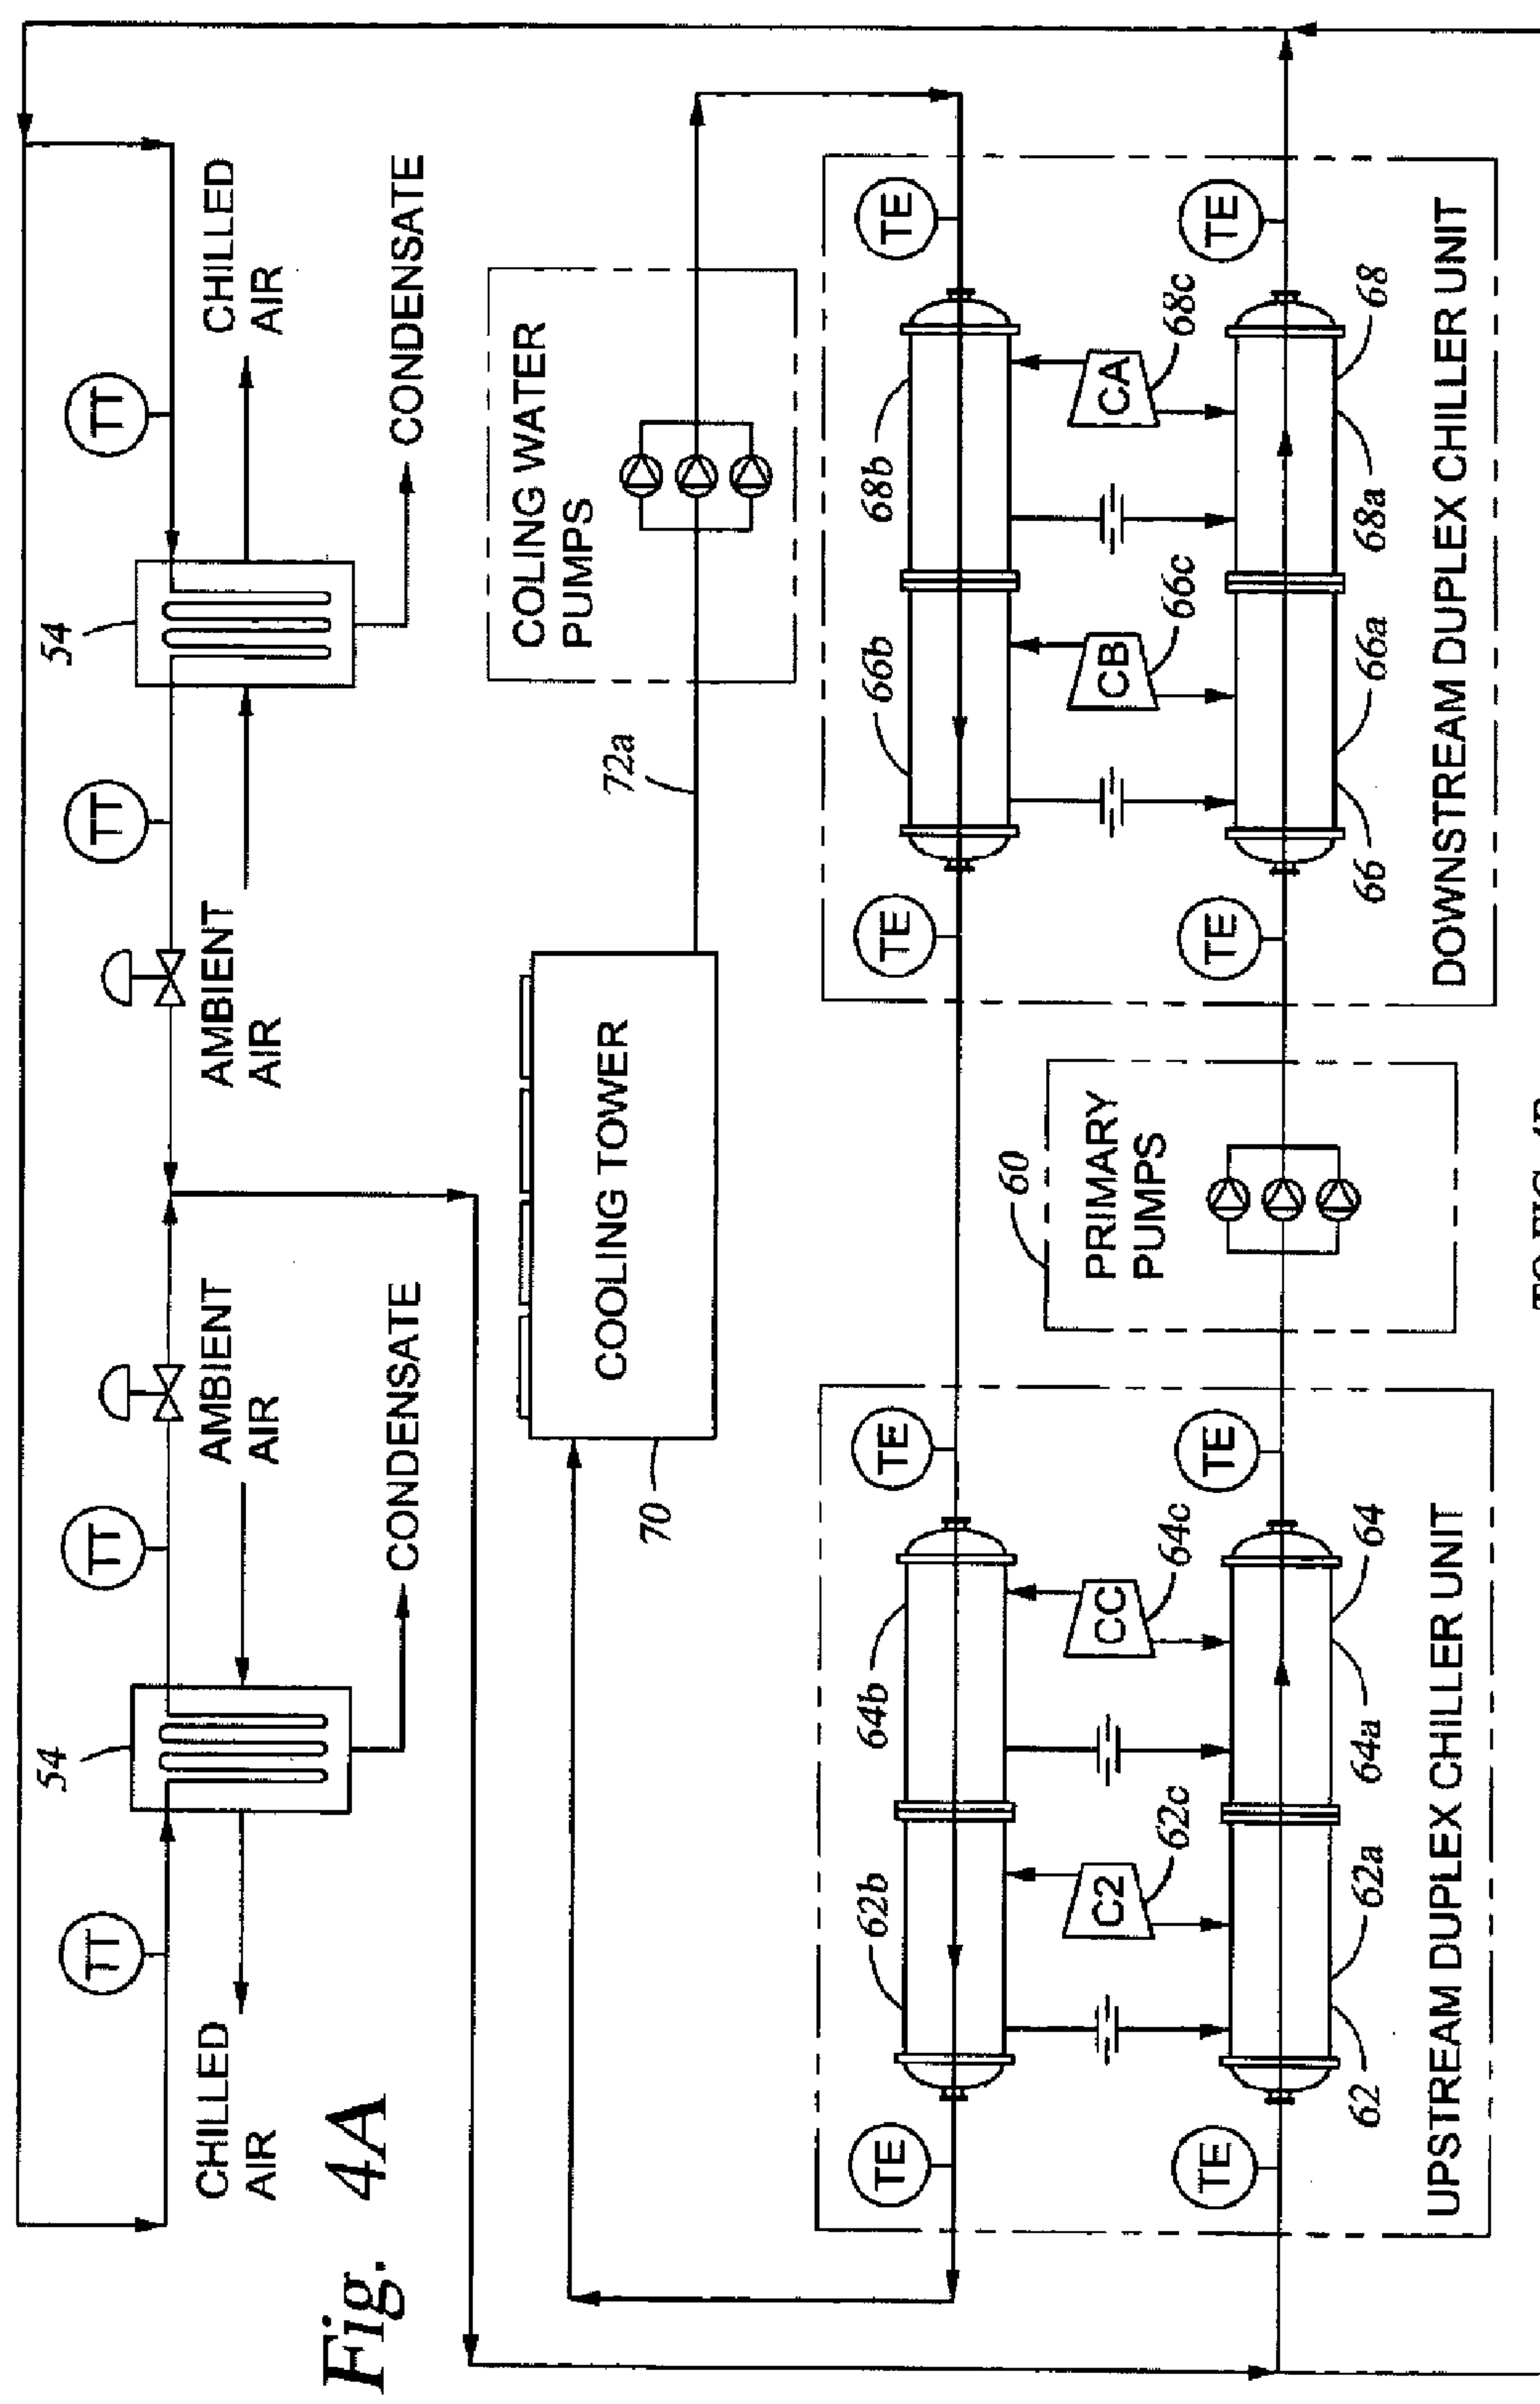 54
54
TT
TT
TT
TT
CHILLED
AIR
AMBIENT
AIR
AMBIENT
AIR
CHILLED
AIR
CONDENSATE
CONDENSATE
Fig. 4A
COLING WATER
PUMPS
COOLING TOWER
72a
70
TE
62b
64b
TE
TE
66b
68b
TE
C2
62c
CC
64c
60
PRIMARY
PUMPS
CB
66c
CA
68c
TE
TE
TE
TE
62
62a
64a
64
66
66a
68a
68
UPSTREAM DUPLEX CHILLER UNIT
DOWNSTREAM DUPLEX CHILLER UNIT